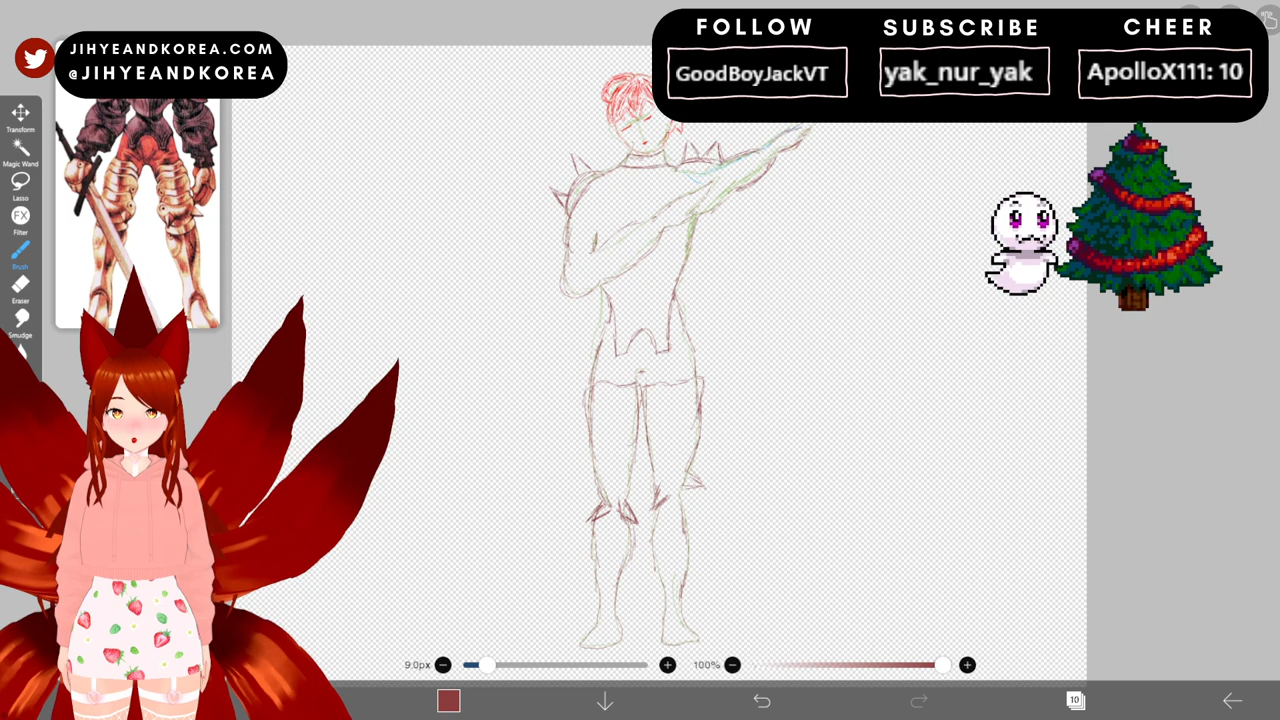 JIHYEANDKOREA.COM
@JIHYEANDKOREA
FOLLOW
SUBSCRIBE
CHEER
GoodBoyJackVT
yak_nur_yak
ApolloX111: 10
Transform
Magic Wand
Lasso
FX
Filter
Brush
Eraser
Smudge
9.0px
100%
10